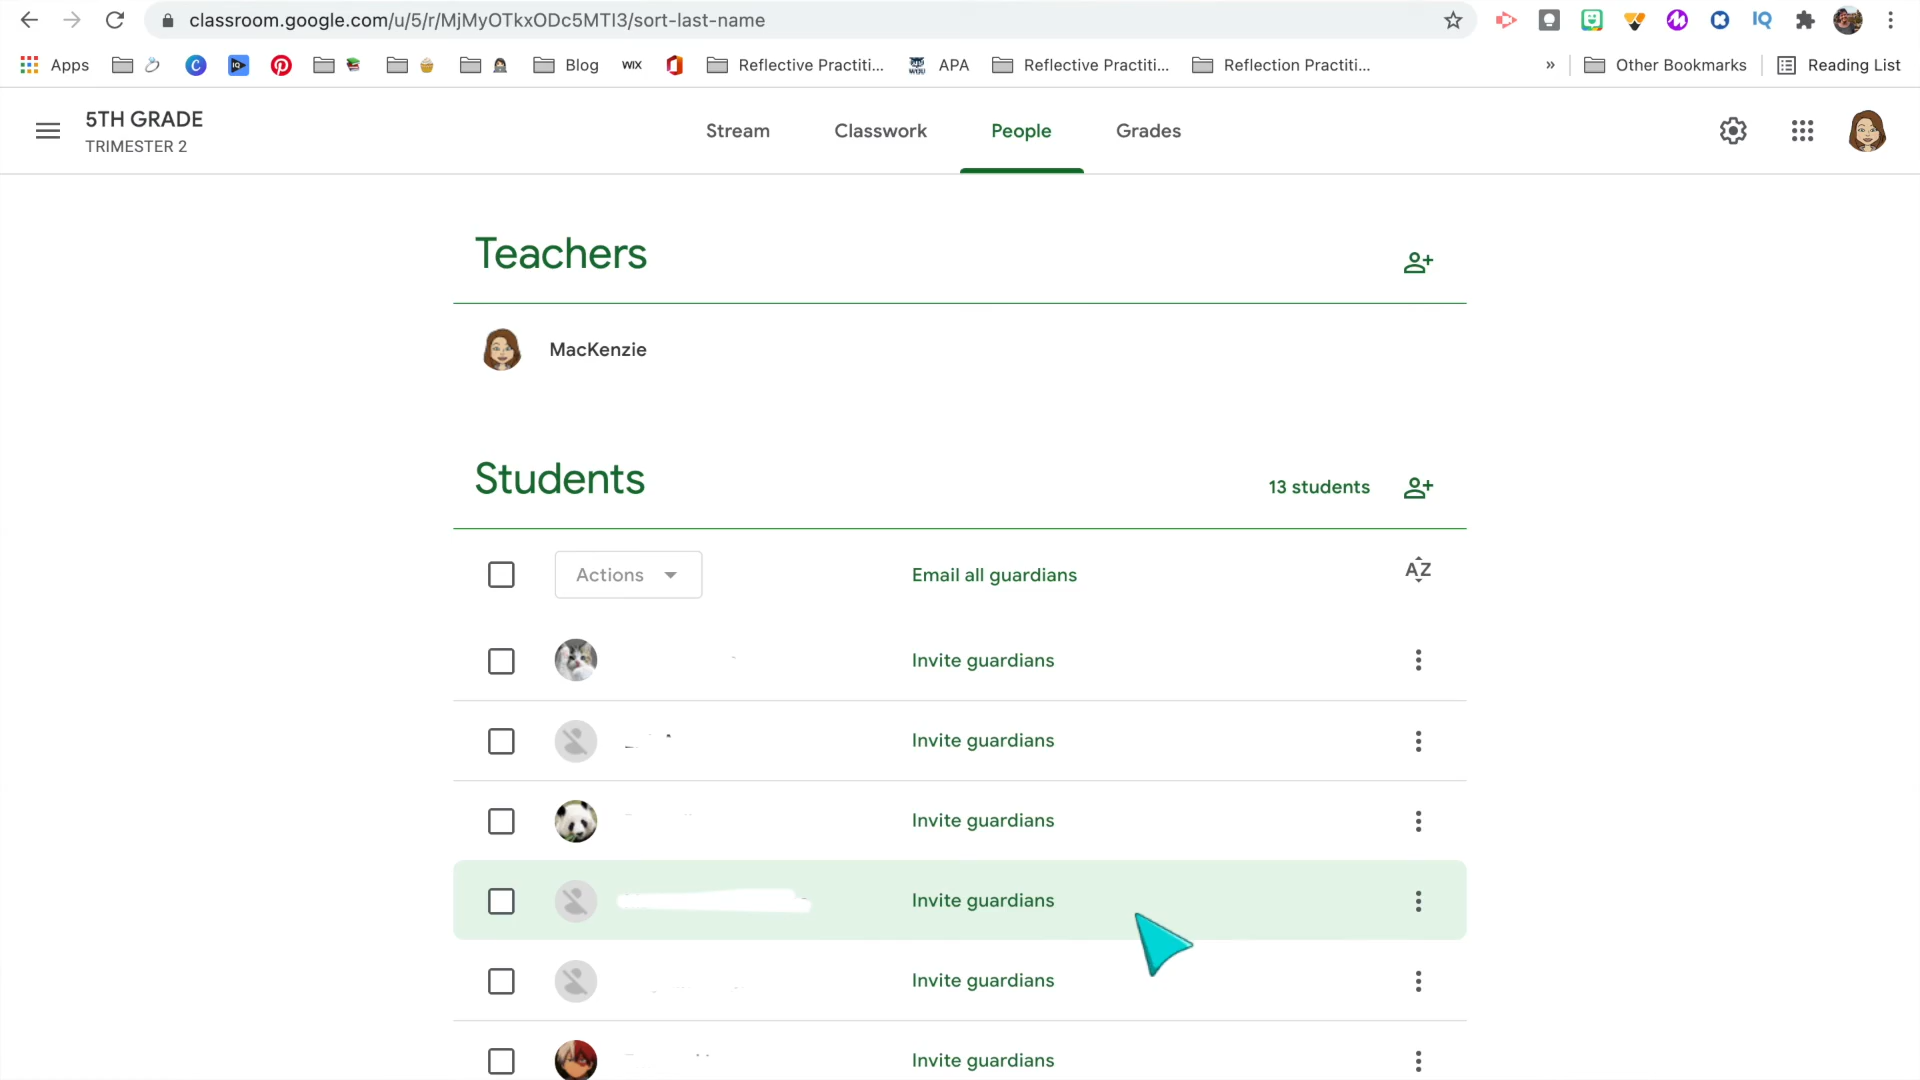 classroom.google.com/u/5/r/MjMyOTkxODc5MTI3/sort-last-name
Apps Blog WIX Reflective Practiti... APA Reflective Practiti... Reflection Practiti... » Other Bookmarks Reading List
5TH GRADE
TRIMESTER 2
Stream Classwork People Grades
Teachers
MacKenzie
Students
13 students
Actions Email all guardians AZ
Invite guardians
Invite guardians
Invite guardians
Invite guardians
Invite guardians
Invite guardians